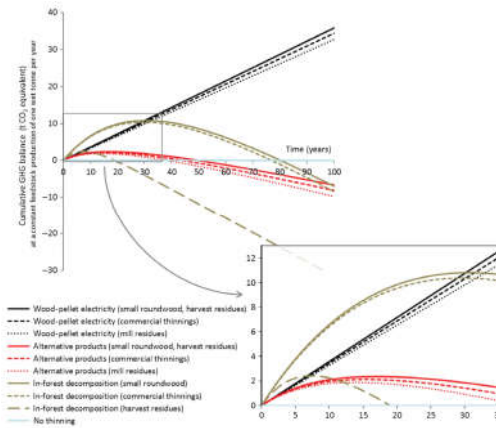 Cumulative GHG balance (t CO2 equivalent)
at a constant feedstock production of one wet tonne per year
40
30
20
10
0
−10
−20
−30
0 10 20 30 40 50 60 70 80 90 100
Time (years)
Wood-pellet electricity (small roundwood, harvest residues)
Wood-pellet electricity (commercial thinnings)
Wood-pellet electricity (mill residues)
Alternative products (small roundwood, harvest residues)
Alternative products (commercial thinnings)
Alternative products (mill residues)
In-forest decomposition (small roundwood)
In-forest decomposition (commercial thinnings)
In-forest decomposition (harvest residues)
No thinning
12
10
8
6
4
2
0
0 5 10 15 20 25 30 35